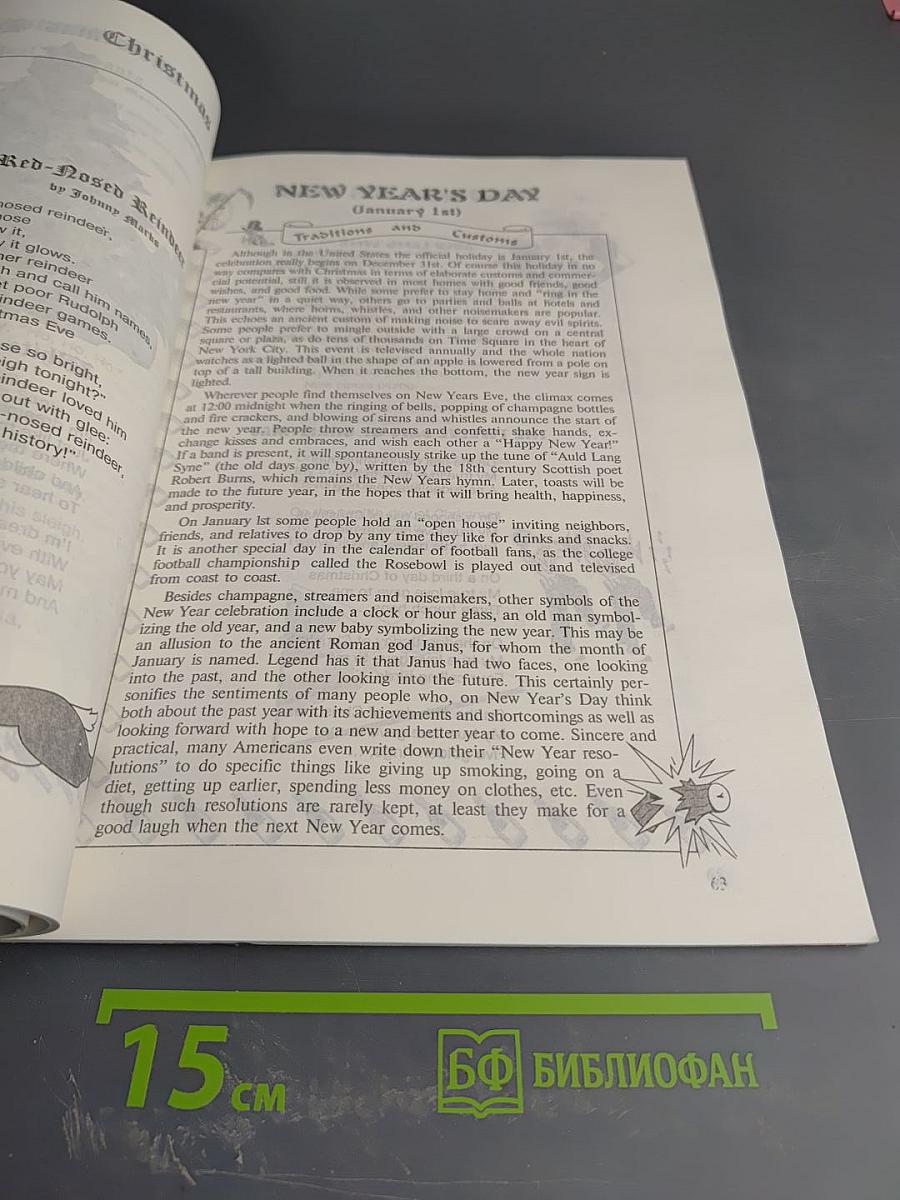 Christmas
Red-Nosed Reindeer
by Johnny Marks
nosed reindeer,
nose
w it,
y it glows.
her reindeer
h and call him names,
et poor Rudolph
indeer games.
tmas Eve
se so bright,
eigh tonight?"
indeer loved him
out with glee:
-nosed reindeer,
history!"
NEW YEAR'S DAY
(January 1st)
Traditions and Customs
Although in the United States the official holiday is January 1st, the
celebration really begins on December 31st. Of course this holiday in no
way compares with Christmas in terms of elaborate customs and commer-
cial potential, still it is observed in most homes with good friends, good
wishes, and good food. While some prefer to stay home and "ring in the
new year" in a quiet way, others go to parties and balls at hotels and
restaurants, where horns, whistles, and other noisemakers are popular.
This echoes an ancient custom of making noise to scare away evil spirits.
Some people prefer to mingle outside with a large crowd on a central
square or plaza, as do tens of thousands on Time Square in the heart of
New York City. This event is televised annually and the whole nation
watches as a lighted ball in the shape of an apple is lowered from a pole on
top of a tall building. When it reaches the bottom, the new year sign is
lighted.
Wherever people find themselves on New Years Eve, the climax comes
at 12:00 midnight when the ringing of bells, popping of champagne bottles
and fire crackers, and blowing of sirens and whistles announce the start of
the new year. People throw streamers and confetti, shake hands, ex-
change kisses and embraces, and wish each other a "Happy New Year!"
If a band is present, it will spontaneously strike up the tune of "Auld Lang
Syne" (the old days gone by), written by the 18th century Scottish poet
Robert Burns, which remains the New Years hymn. Later, toasts will be
made to the future year, in the hopes that it will bring health, happiness,
and prosperity.
On January 1st some people hold an "open house" inviting neighbors,
friends, and relatives to drop by any time they like for drinks and snacks.
It is another special day in the calendar of football fans, as the college
football championship called the Rosebowl is played out and televised
from coast to coast.
Besides champagne, streamers and noisemakers, other symbols of the
New Year celebration include a clock or hour glass, an old man symbol-
izing the old year, and a new baby symbolizing the new year. This may be
an allusion to the ancient Roman god Janus, for whom the month of
January is named. Legend has it that Janus had two faces, one looking
into the past, and the other looking into the future. This certainly per-
sonifies the sentiments of many people who, on New Year's Day think
both about the past year with its achievements and shortcomings as well as
looking forward with hope to a new and better year to come. Sincere and
practical, many Americans even write down their "New Year reso-
lutions" to do specific things like giving up smoking, going on a
diet, getting up earlier, spending less money on clothes, etc. Even
though such resolutions are rarely kept, at least they make for a
good laugh when the next New Year comes.
63
15 см
БФ БИБЛИОФАН